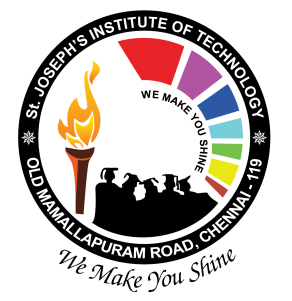 St. JOSEPH'S INSTITUTE OF TECHNOLOGY
WE MAKE YOU SHINE
OLD MAMALLAPURAM ROAD, CHENNAI - 119
We Make You Shine